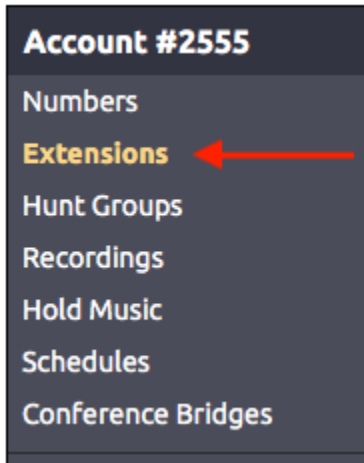 Account #2555
Numbers
Extensions
Hunt Groups
Recordings
Hold Music
Schedules
Conference Bridges